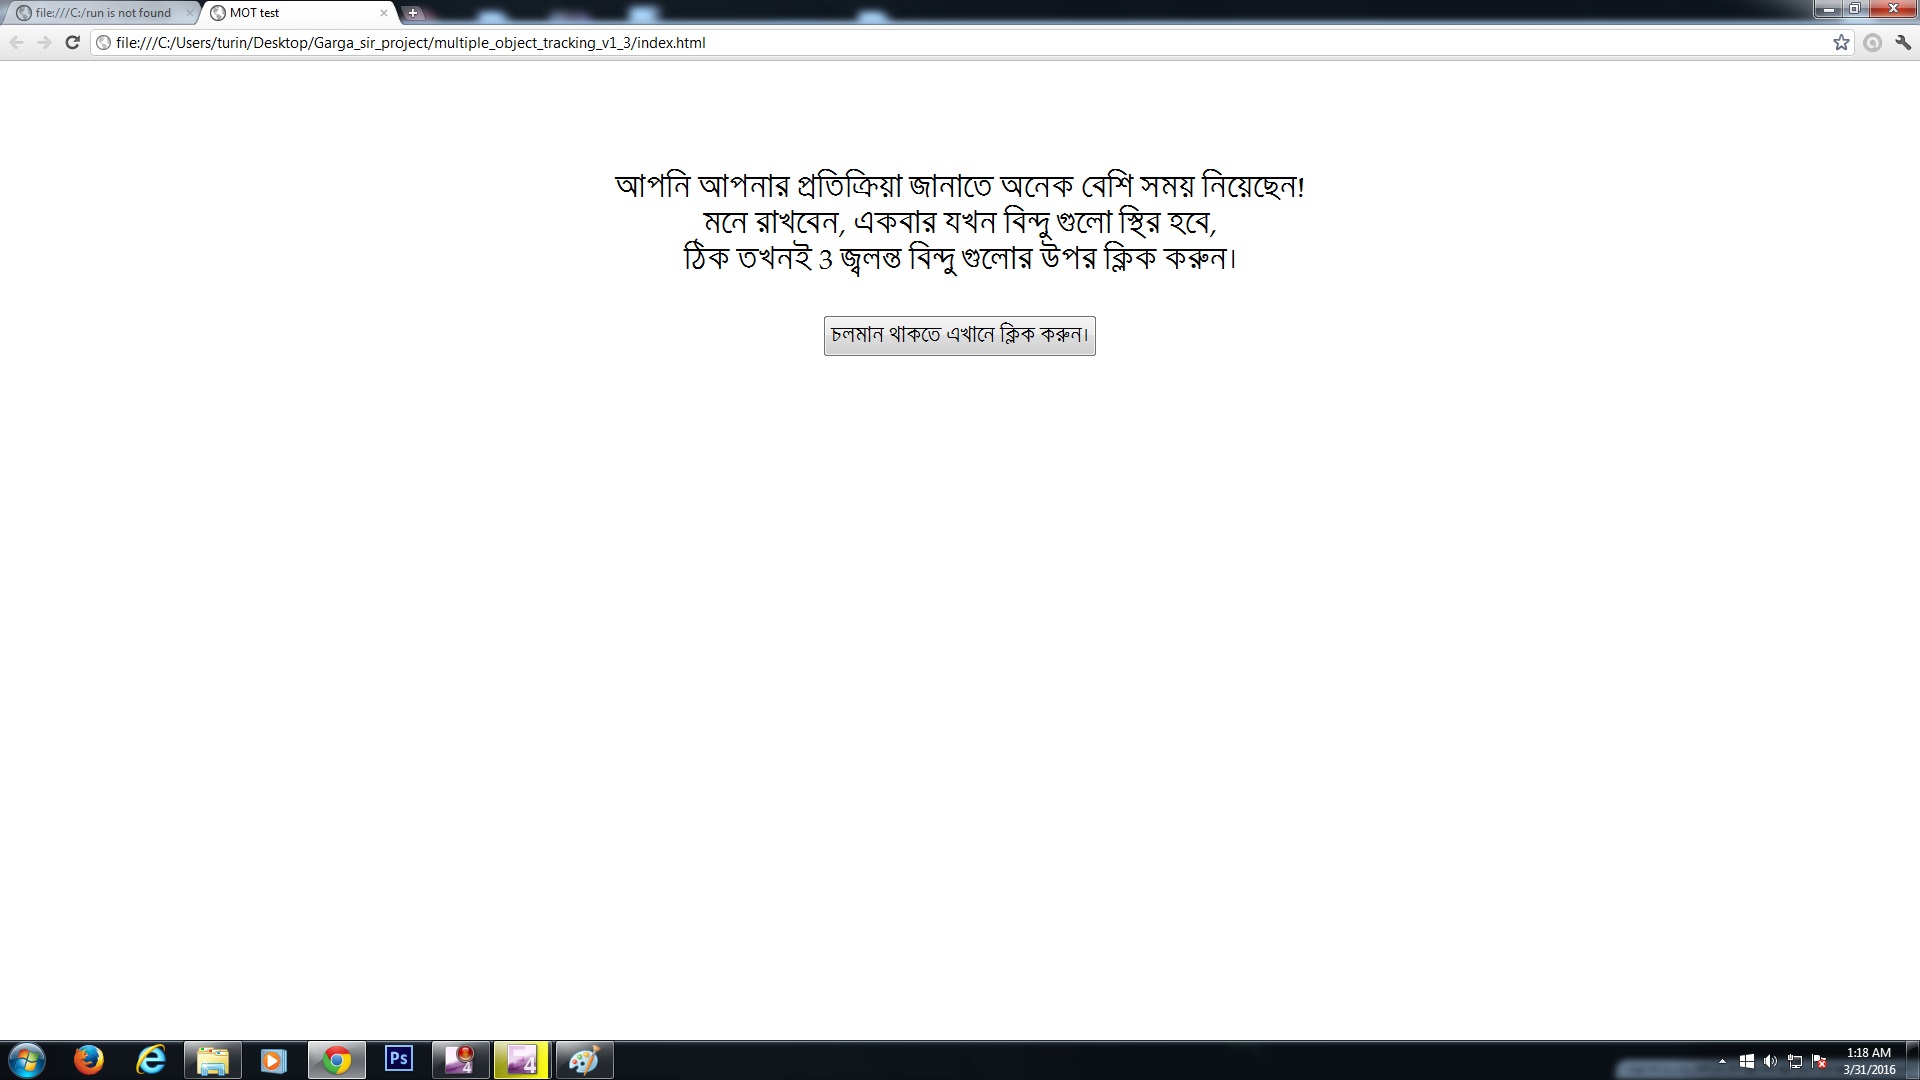 file:///C:/run is not found
MOT test
file:///C:/Users/turin/Desktop/Garga_sir_project/multiple_object_tracking_v1_3/index.html
আপনি আপনার প্রতিক্রিয়া জানাতে অনেক বেশি সময় নিয়েছেন!
মনে রাখবেন, একবার যখন বিন্দু গুলো স্থির হবে,
ঠিক তখনই 3 জ্বলন্ত বিন্দু গুলোর উপর ক্লিক করুন।
চলমান থাকতে এখানে ক্লিক করুন।
Ps
4
4
1:18 AM
3/31/2016